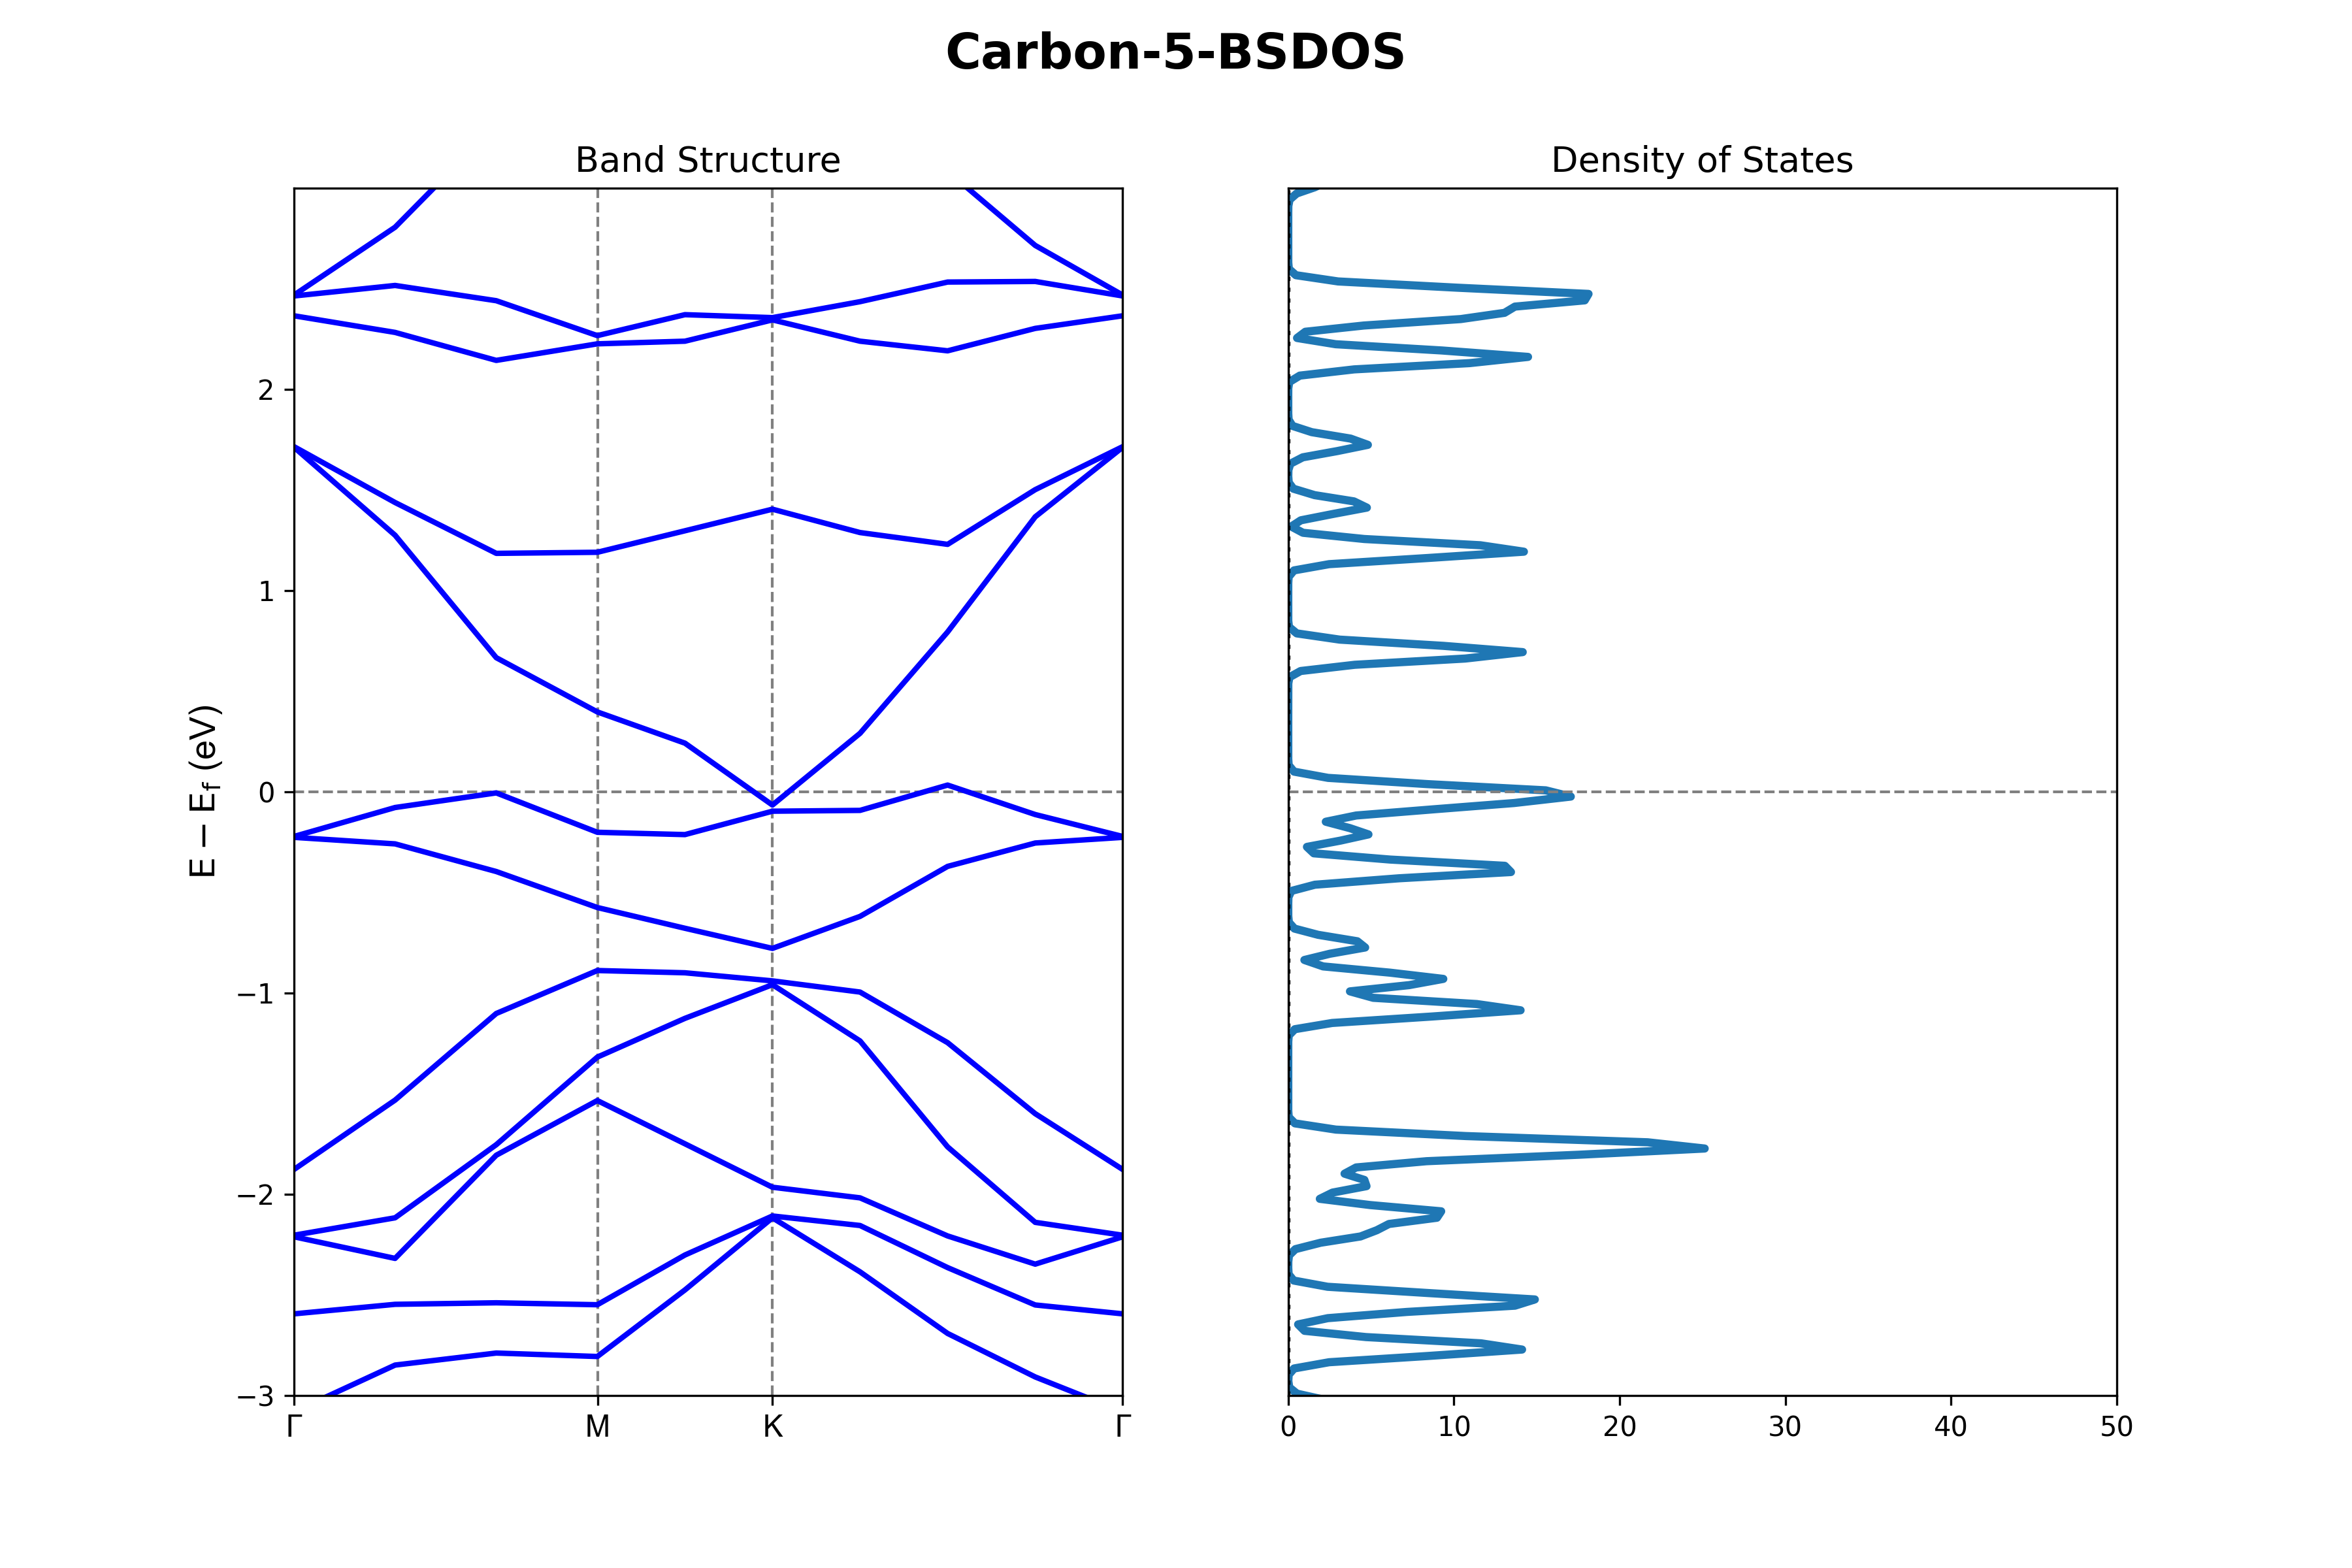 Carbon-5-BSDOS
Band Structure
Density of States
E − E_f (eV)
2
1
0
−1
−2
−3
Γ M K Γ
0 10 20 30 40 50